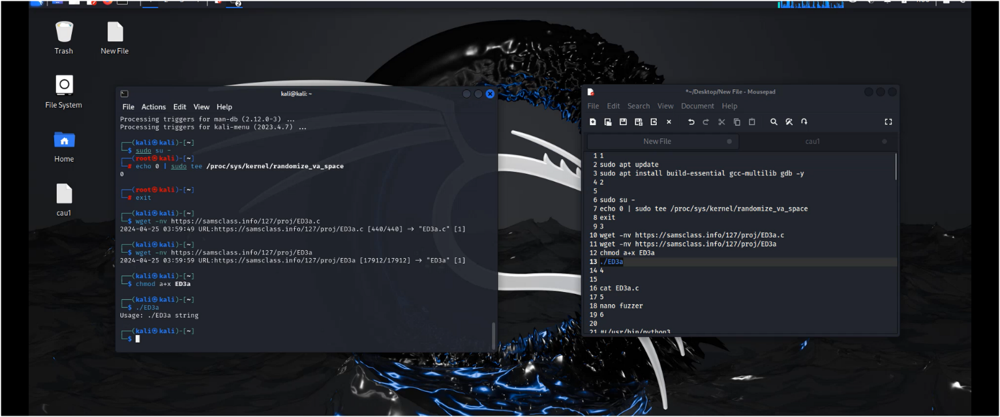 Trash
New File
File System
Home
cau1
kali@kali: ~
File Actions Edit View Help
Processing triggers for man-db (2.12.0-3) ...
Processing triggers for kali-menu (2023.4.7) ...
┌──(kali㉿kali)-[~]
└─$ sudo su -
┌──(root㉿kali)-[~]
└─# echo 0 | sudo tee /proc/sys/kernel/randomize_va_space
0
┌──(root㉿kali)-[~]
└─# exit
┌──(kali㉿kali)-[~]
└─$ wget -nv https://samsclass.info/127/proj/ED3a.c
2024-04-25 03:59:49 URL:https://samsclass.info/127/proj/ED3a.c [440/440] → "ED3a.c" [1]
┌──(kali㉿kali)-[~]
└─$ wget -nv https://samsclass.info/127/proj/ED3a
2024-04-25 03:59:59 URL:https://samsclass.info/127/proj/ED3a [17912/17912] → "ED3a" [1]
┌──(kali㉿kali)-[~]
└─$ chmod a+x ED3a
┌──(kali㉿kali)-[~]
└─$ ./ED3a
Usage: ./ED3a string
┌──(kali㉿kali)-[~]
└─$
*~/Desktop/New File - Mousepad
File Edit Search View Document Help
New File
cau1
1 1
2 sudo apt update
3 sudo apt install build-essential gcc-multilib gdb -y
4 2
5
6 sudo su -
7 echo 0 | sudo tee /proc/sys/kernel/randomize_va_space
8 exit
9 3
10 wget -nv https://samsclass.info/127/proj/ED3a.c
11 wget -nv https://samsclass.info/127/proj/ED3a
12 chmod a+x ED3a
13 ./ED3a
14 4
15
16 cat ED3a.c
17 5
18 nano fuzzer
19 6
20
21 #!/usr/bin/python3